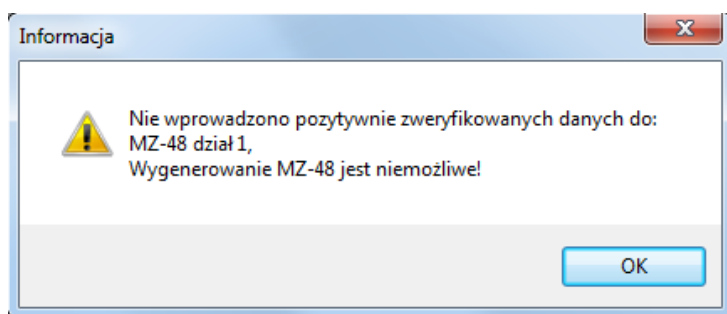 Informacja
Nie wprowadzono pozytywnie zweryfikowanych danych do:
MZ-48 dział 1,
Wygenerowanie MZ-48 jest niemożliwe!
OK